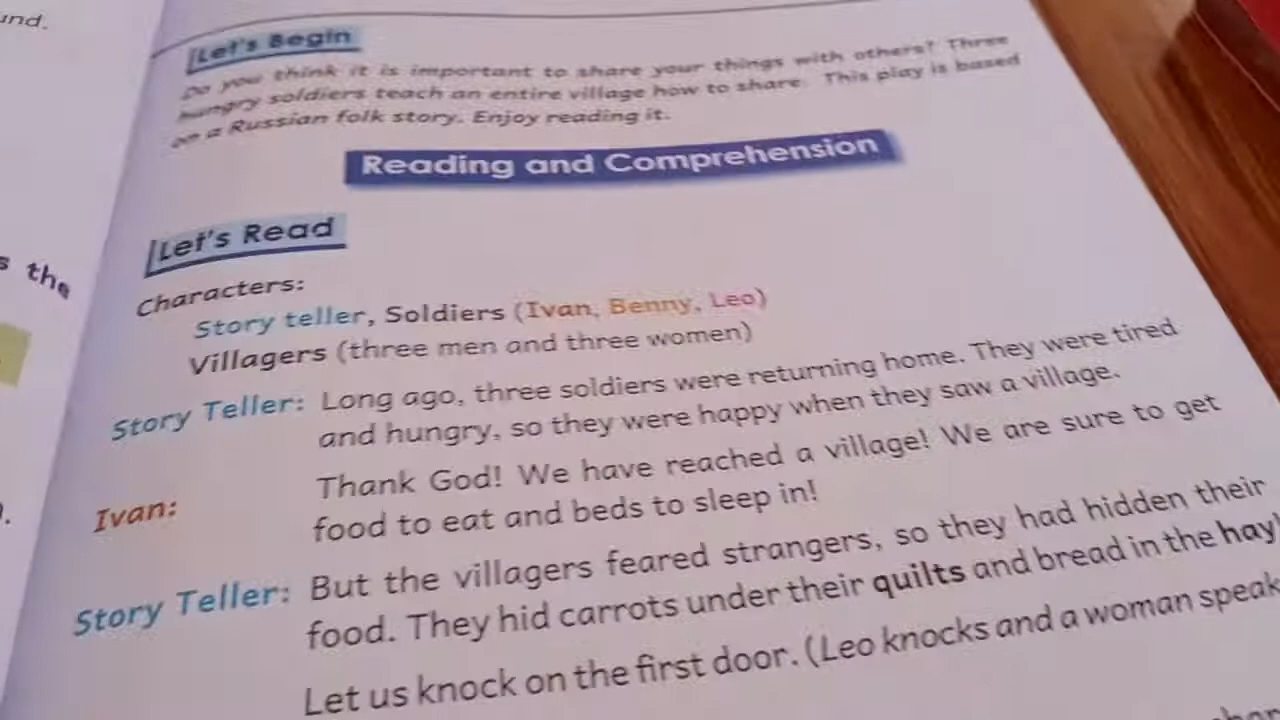 und.
Let's Begin
Do you think it is important to share your things with others? Three
hungry soldiers teach an entire village how to share. This play is based
on a Russian folk story. Enjoy reading it.
Reading and Comprehension
Let's Read
s the
Characters:
Story teller, Soldiers (Ivan, Benny, Leo)
Villagers (three men and three women)
Story Teller: Long ago, three soldiers were returning home. They were tired
and hungry, so they were happy when they saw a village.
Ivan: Thank God! We have reached a village! We are sure to get
food to eat and beds to sleep in!
Story Teller: But the villagers feared strangers, so they had hidden their
food. They hid carrots under their quilts and bread in the hay
Let us knock on the first door. (Leo knocks and a woman speak